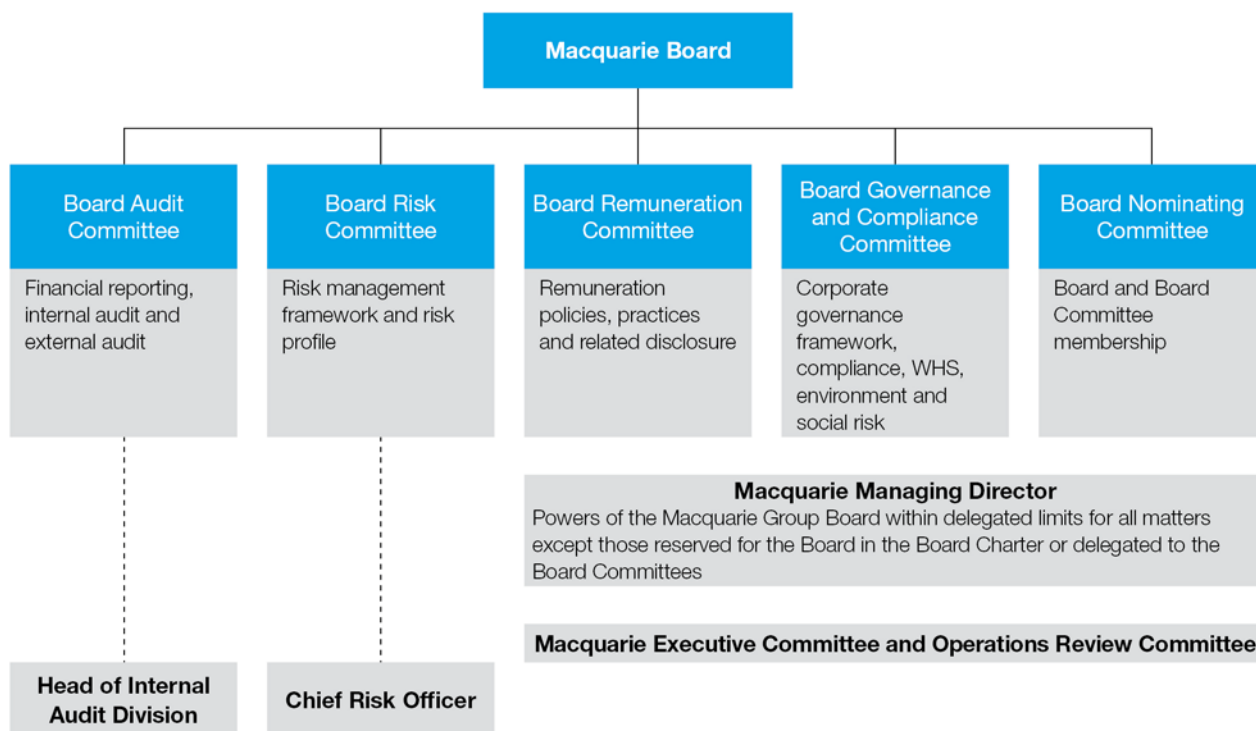 Macquarie Board
Board Audit
Committee
Financial reporting,
internal audit and
external audit
Board Risk
Committee
Risk management
framework and risk
profile
Board Remuneration
Committee
Remuneration
policies, practices
and related disclosure
Board Governance
and Compliance
Committee
Corporate
governance
framework,
compliance, WHS,
environment and
social risk
Board Nominating
Committee
Board and Board
Committee
membership
Macquarie Managing Director
Powers of the Macquarie Group Board within delegated limits for all matters
except those reserved for the Board in the Board Charter or delegated to the
Board Committees
Macquarie Executive Committee and Operations Review Committee
Head of Internal
Audit Division
Chief Risk Officer